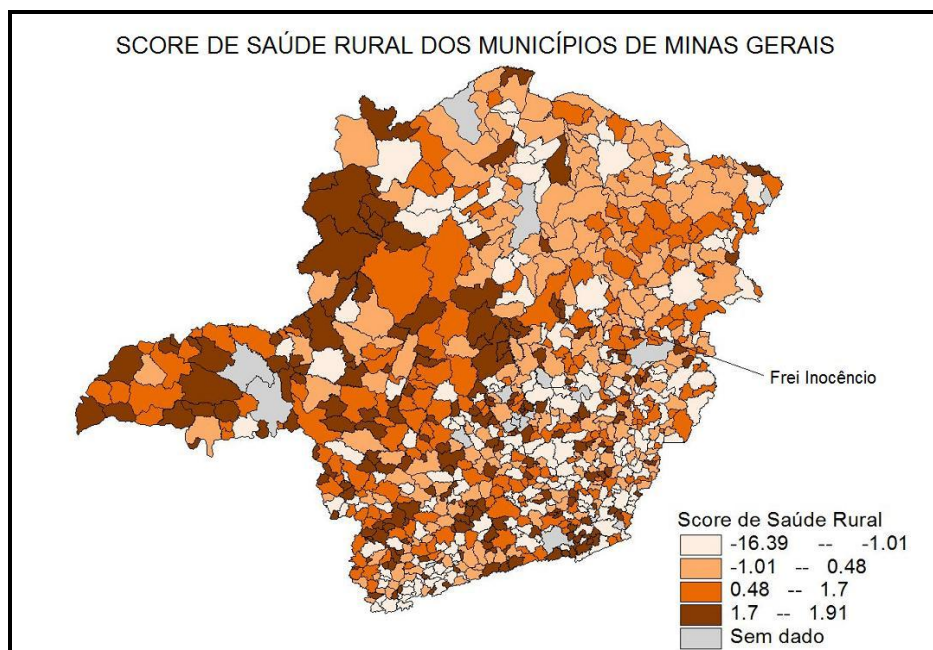 SCORE DE SAÚDE RURAL DOS MUNICÍPIOS DE MINAS GERAIS
Frei Inocêncio
Score de Saúde Rural
-16.39 -- -1.01
-1.01 -- 0.48
0.48 -- 1.7
1.7 -- 1.91
Sem dado